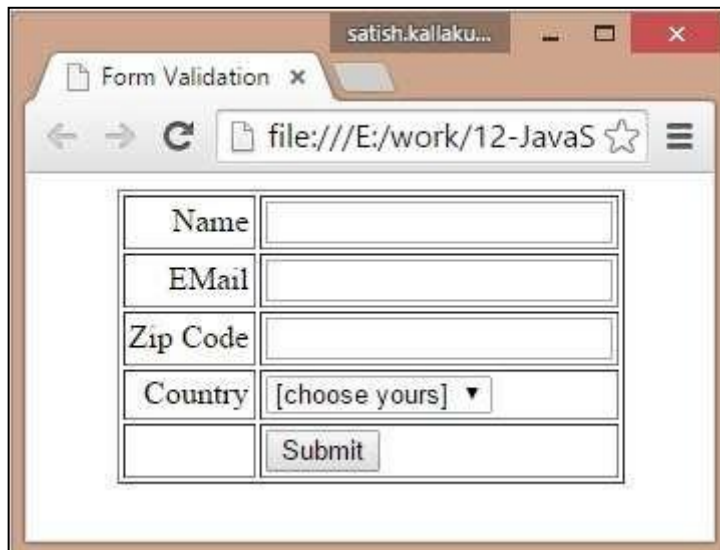 satish.kallaku...
Form Validation
file:///E:/work/12-JavaS
Name
EMail
Zip Code
Country [choose yours]
Submit